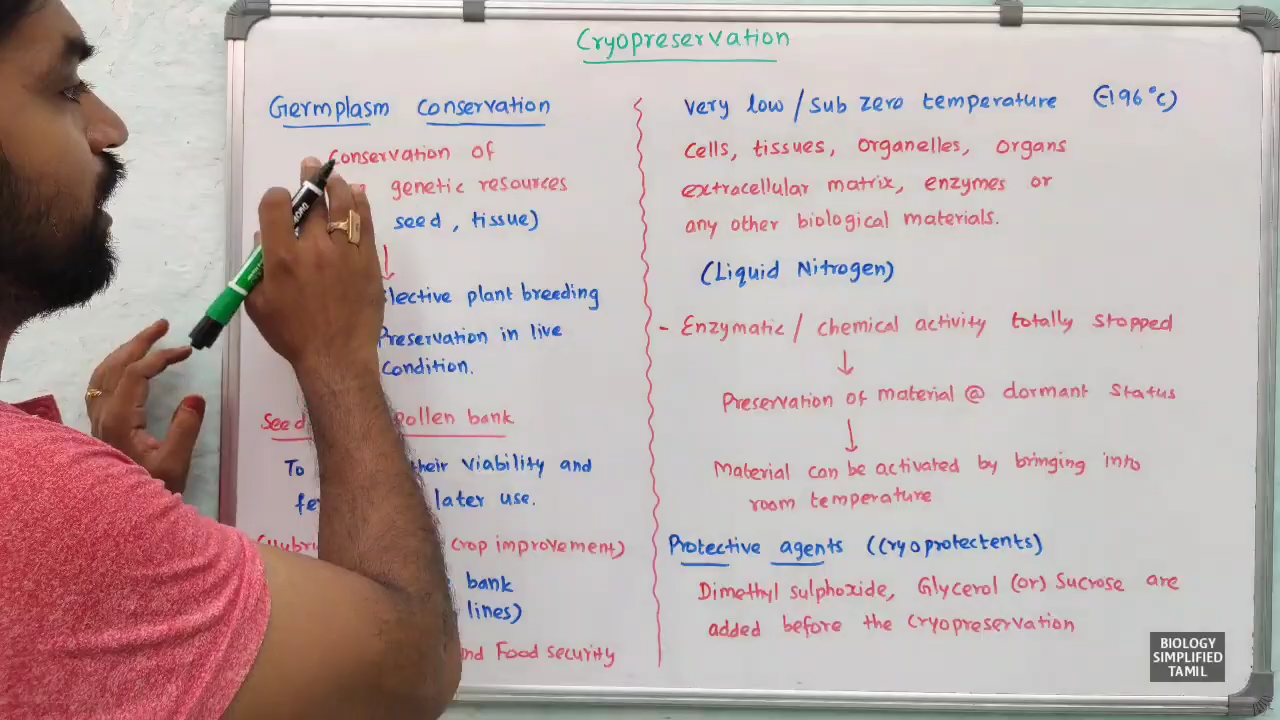 Cryopreservation
Germplasm conservation
Conservation of
genetic resources
seed, tissue)
lective plant breeding
Preservation in live
condition.
Seed pollen bank
To their viability and
later use.
crop improvement)
bank
lines)
Food security
very low / sub zero temperature (-196°c)
Cells, tissues, organelles, organs
extracellular matrix, enzymes or
any other biological materials.
(Liquid Nitrogen)
- Enzymatic / chemical activity totally stopped
Preservation of material @ dormant status
Material can be activated by bringing into
room temperature
Protective agents (Cryoprotectents)
Dimethyl sulphoxide, Glycerol (or) Sucrose are
added before the cryopreservation
BIOLOGY
SIMPLIFIED
TAMIL